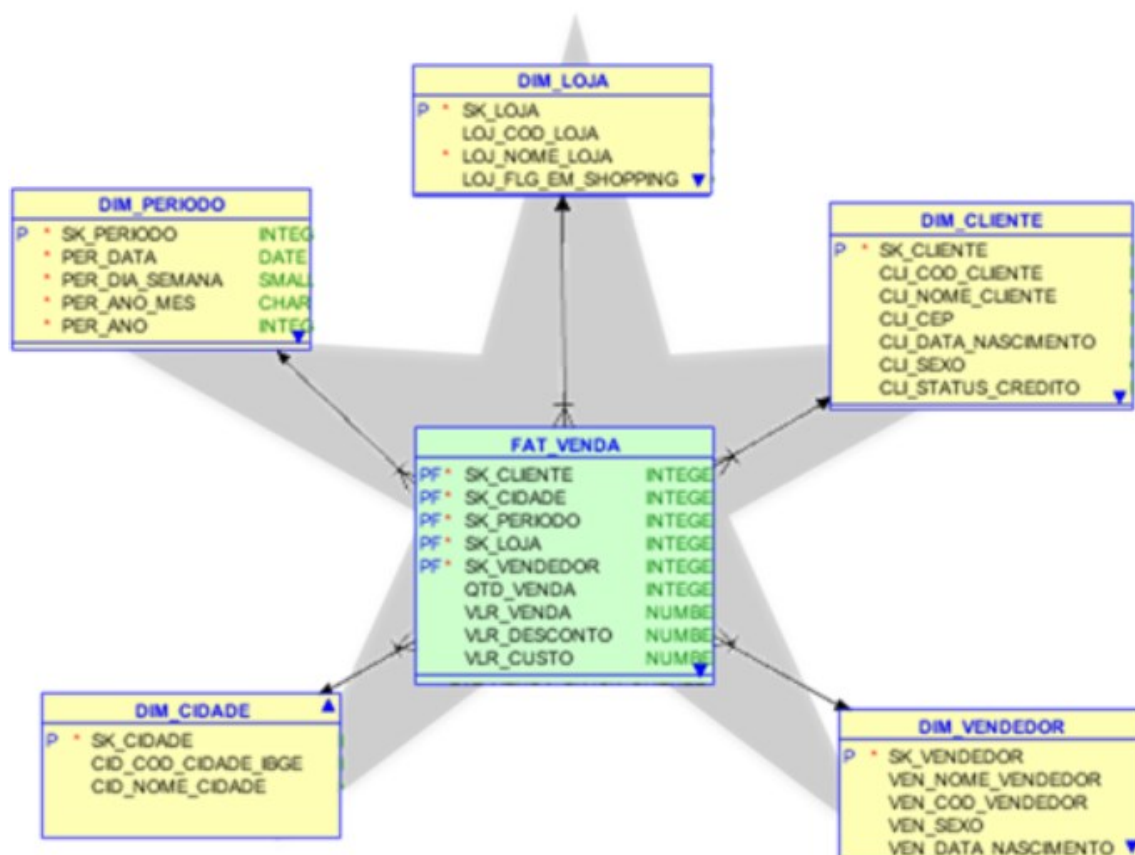 DIM_LOJA
P * SK_LOJA
LOJ_COD_LOJA
* LOJ_NOME_LOJA
LOJ_FLG_EM_SHOPPING
DIM_PERIODO
P * SK_PERIODO INTEG
* PER_DATA DATE
* PER_DIA_SEMANA SMALL
* PER_ANO_MES CHAR
* PER_ANO INTEG
DIM_CLIENTE
P * SK_CLIENTE
CLI_COD_CLIENTE
CLI_NOME_CLIENTE
CLI_CEP
CLI_DATA_NASCIMENTO
CLI_SEXO
CLI_STATUS_CREDITO
FAT_VENDA
PF * SK_CLIENTE INTEGE
PF * SK_CIDADE INTEGE
PF * SK_PERIODO INTEGE
PF * SK_LOJA INTEGE
PF * SK_VENDEDOR INTEGE
QTD_VENDA INTEGE
VLR_VENDA NUMBE
VLR_DESCONTO NUMBE
VLR_CUSTO NUMBE
DIM_CIDADE
P * SK_CIDADE
CID_COD_CIDADE_IBGE
CID_NOME_CIDADE
DIM_VENDEDOR
P * SK_VENDEDOR
VEN_NOME_VENDEDOR
VEN_COD_VENDEDOR
VEN_SEXO
VEN_DATA_NASCIMENTO